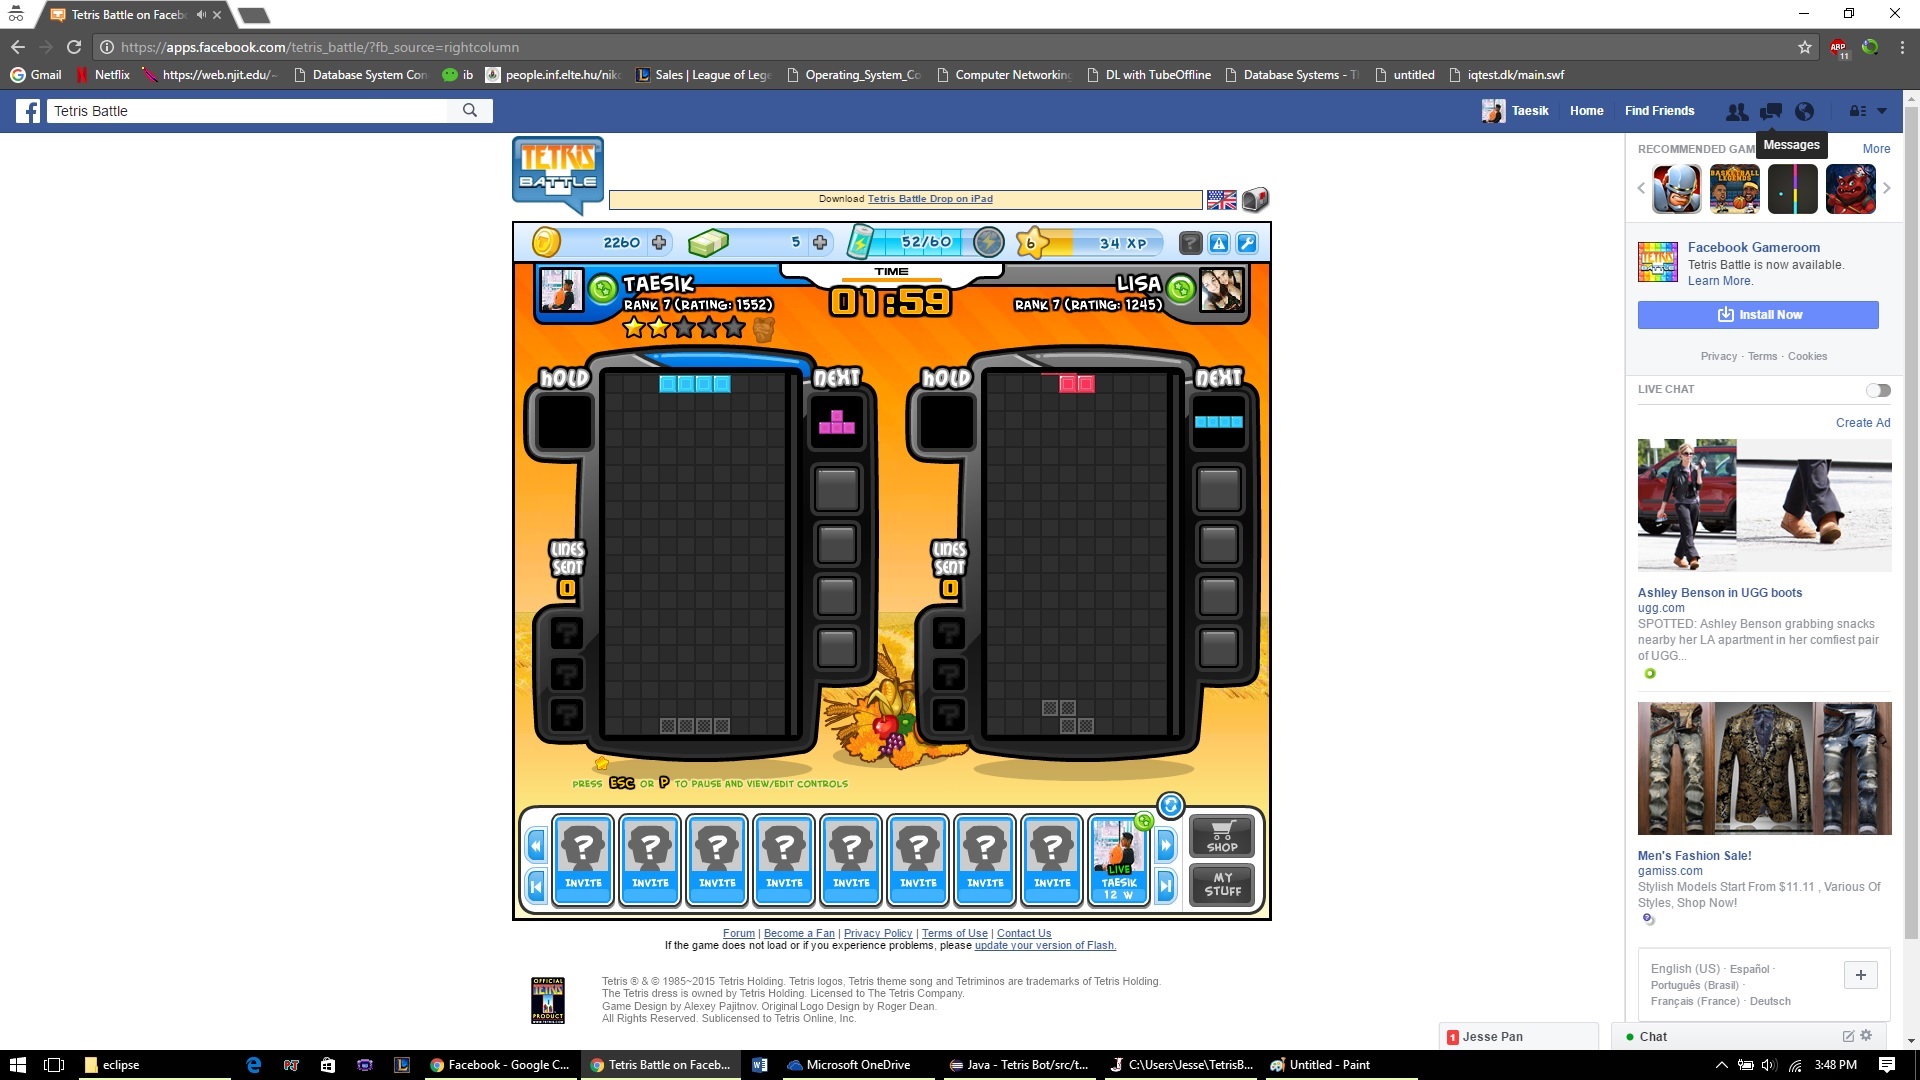 Tetris Battle on Faceb
https://apps.facebook.com/tetris_battle/?fb_source=rightcolumn
ABP
11
Gmail
Netflix
https://web.njit.edu/~
Database System Con
ib
people.inf.elte.hu/nik
Sales | League of Lege
Operating_System_Co
Computer Networking
DL with TubeOffline
Database Systems - T
untitled
iqtest.dk/main.swf
Tetris Battle
Taesik
Home
Find Friends
Messages
TETRIS
BATTLE
Download Tetris Battle Drop on iPad
RECOMMENDED GAM
More
BASKETBALL
LEGENDS
2260
5
52/60
6
34 XP
TIME
01:59
TAESIK
RANK 7 (RATING: 1552)
LISA
RANK 7 (RATING: 1245)
HOLD
NEXT
HOLD
NEXT
LINES
SENT
0
LINES
SENT
0
PRESS ESC OR P TO PAUSE AND VIEW/EDIT CONTROLS
INVITE
INVITE
INVITE
INVITE
INVITE
INVITE
INVITE
INVITE
LIVE
TAESIK
12 W
SHOP
MY
STUFF
Forum | Become a Fan | Privacy Policy | Terms of Use | Contact Us
If the game does not load or if you experience problems, please update your version of Flash.
OFFICIAL
TETRIS
PRODUCT
Tetris ® & © 1985~2015 Tetris Holding. Tetris logos, Tetris theme song and Tetriminos are trademarks of Tetris Holding.
The Tetris dress is owned by Tetris Holding. Licensed to The Tetris Company.
Game Design by Alexey Pajitnov. Original Logo Design by Roger Dean.
All Rights Reserved. Sublicensed to Tetris Online, Inc.
Facebook Gameroom
Tetris Battle is now available.
Learn More.
Install Now
Privacy · Terms · Cookies
LIVE CHAT
Create Ad
Ashley Benson in UGG boots
ugg.com
SPOTTED: Ashley Benson grabbing snacks
nearby her LA apartment in her comfiest pair
of UGG...
Men's Fashion Sale!
gamiss.com
Stylish Models Start From $11.11 , Various Of
Styles, Shop Now!
English (US) · Español ·
Português (Brasil) ·
Français (France) · Deutsch
1 Jesse Pan
Chat
eclipse
Facebook - Google C...
Tetris Battle on Faceb...
Microsoft OneDrive
Java - Tetris Bot/src/t...
C:\Users\Jesse\TetrisB...
Untitled - Paint
3:48 PM